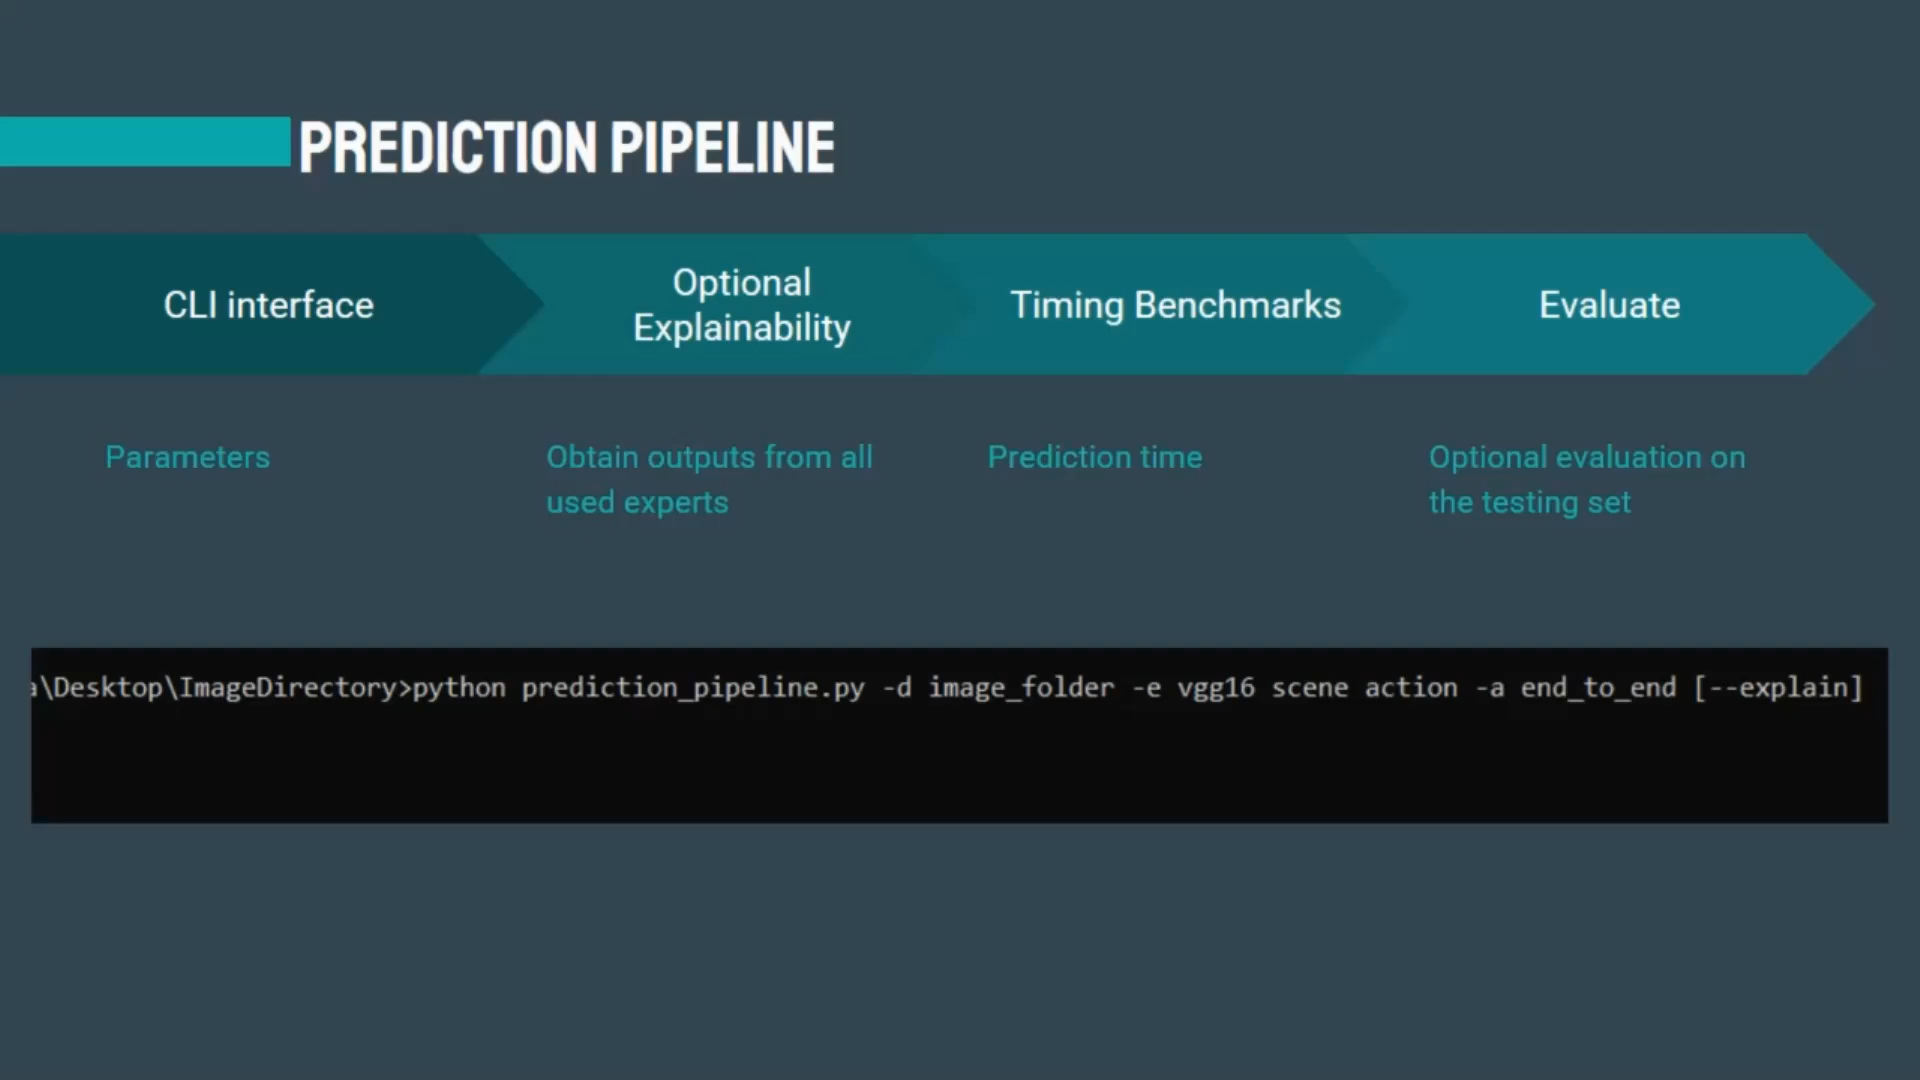 PREDICTION PIPELINE
CLI interface
Optional
Explainability
Timing Benchmarks
Evaluate
Parameters
Obtain outputs from all
used experts
Prediction time
Optional evaluation on
the testing set
a\Desktop\ImageDirectory>python prediction_pipeline.py -d image_folder -e vgg16 scene action -a end_to_end [--explain]